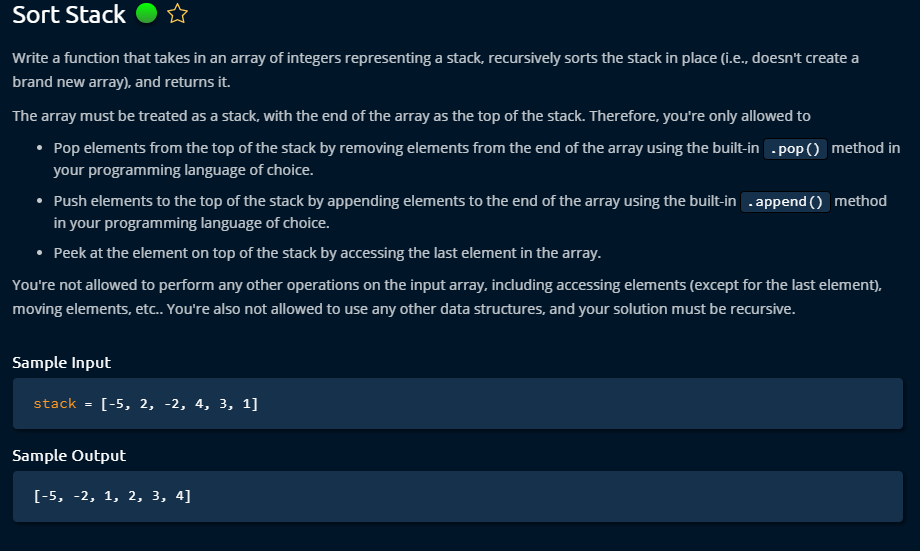 Sort Stack
Write a function that takes in an array of integers representing a stack, recursively sorts the stack in place (i.e., doesn't create a
brand new array), and returns it.
The array must be treated as a stack, with the end of the array as the top of the stack. Therefore, you're only allowed to
• Pop elements from the top of the stack by removing elements from the end of the array using the built-in .pop() method in
your programming language of choice.
• Push elements to the top of the stack by appending elements to the end of the array using the built-in .append() method
in your programming language of choice.
• Peek at the element on top of the stack by accessing the last element in the array.
You're not allowed to perform any other operations on the input array, including accessing elements (except for the last element),
moving elements, etc.. You're also not allowed to use any other data structures, and your solution must be recursive.
Sample Input
stack = [-5, 2, -2, 4, 3, 1]
Sample Output
[-5, -2, 1, 2, 3, 4]